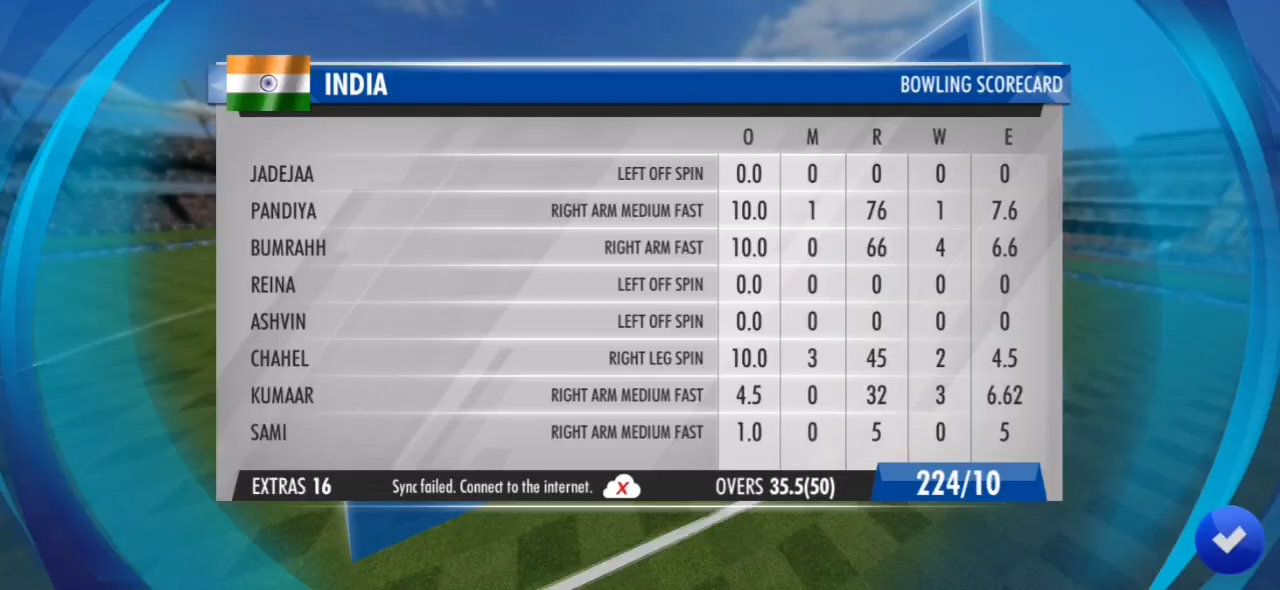 INDIA BOWLING SCORECARD
O M R W E
JADEJAA LEFT OFF SPIN 0.0 0 0 0 0
PANDIYA RIGHT ARM MEDIUM FAST 10.0 1 76 1 7.6
BUMRAHH RIGHT ARM FAST 10.0 0 66 4 6.6
REINA LEFT OFF SPIN 0.0 0 0 0 0
ASHVIN LEFT OFF SPIN 0.0 0 0 0 0
CHAHEL RIGHT LEG SPIN 10.0 3 45 2 4.5
KUMAAR RIGHT ARM MEDIUM FAST 4.5 0 32 3 6.62
SAMI RIGHT ARM MEDIUM FAST 1.0 0 5 0 5
EXTRAS 16 Sync failed. Connect to the internet. X OVERS 35.5(50) 224/10